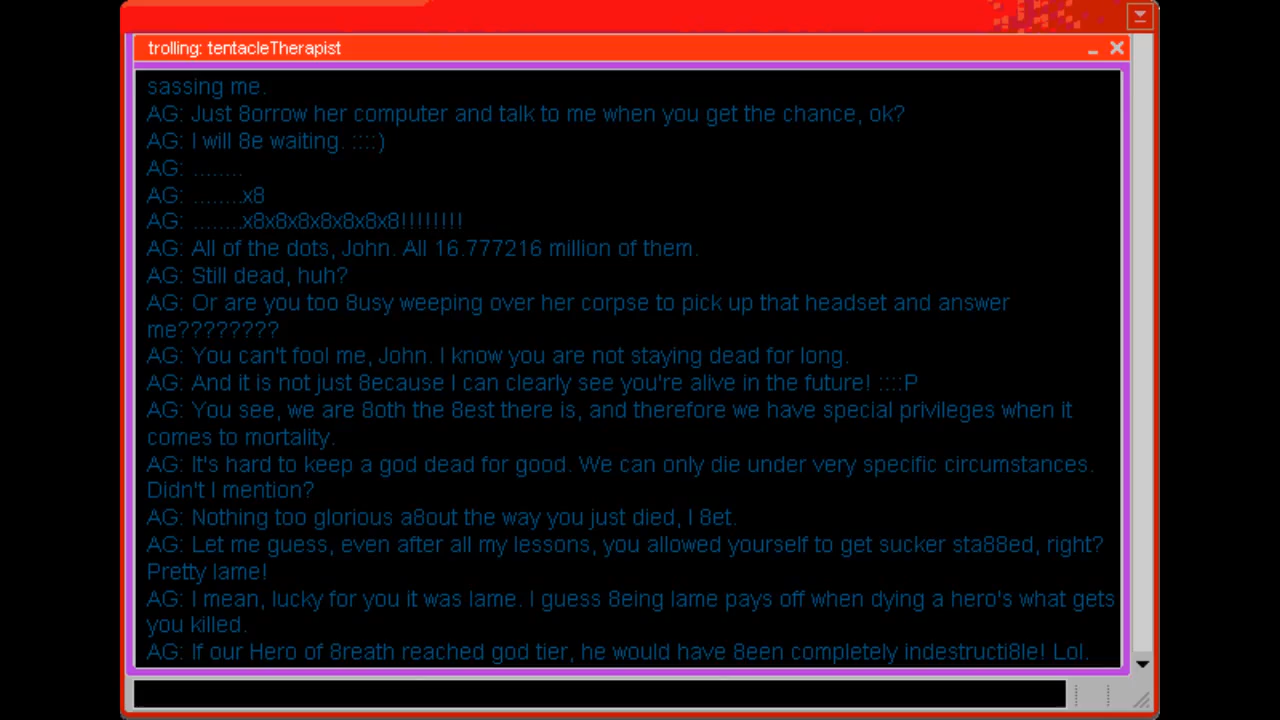 trolling: tentacleTherapist
sassing me.
AG: Just 8orrow her computer and talk to me when you get the chance, ok?
AG: I will 8e waiting. ::::)
AG: ........
AG: ........x8
AG: ........x8x8x8x8x8x8x8!!!!!!!!
AG: All of the dots, John. All 16.777216 million of them.
AG: Still dead, huh?
AG: Or are you too 8usy weeping over her corpse to pick up that headset and answer
me????????
AG: You can't fool me, John. I know you are not staying dead for long.
AG: And it is not just 8ecause I can clearly see you're alive in the future! ::::P
AG: You see, we are 8oth the 8est there is, and therefore we have special privileges when it
comes to mortality.
AG: It's hard to keep a god dead for good. We can only die under very specific circumstances.
Didn't I mention?
AG: Nothing too glorious a8out the way you just died, I 8et.
AG: Let me guess, even after all my lessons, you allowed yourself to get sucker sta88ed, right?
Pretty lame!
AG: I mean, lucky for you it was lame. I guess 8eing lame pays off when dying a hero's what gets
you killed.
AG: If our Hero of 8reath reached god tier, he would have 8een completely indestructi8le! Lol.